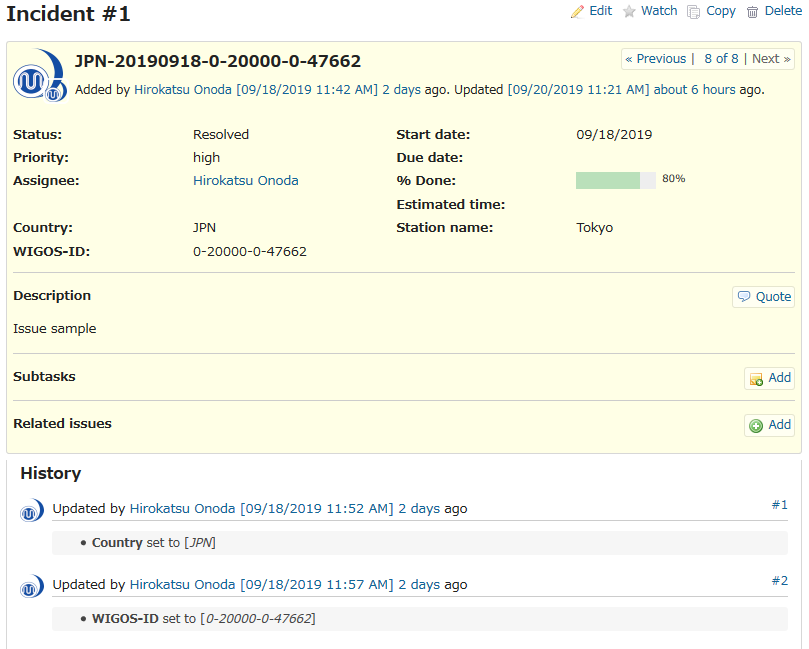 Incident #1
Edit Watch Copy Delete
JPN-20190918-0-20000-0-47662
« Previous | 8 of 8 | Next »
Added by Hirokatsu Onoda [09/18/2019 11:42 AM] 2 days ago. Updated [09/20/2019 11:21 AM] about 6 hours ago.
Status: Resolved Start date: 09/18/2019
Priority: high Due date:
Assignee: Hirokatsu Onoda % Done: 80%
Estimated time:
Country: JPN Station name: Tokyo
WIGOS-ID: 0-20000-0-47662
Description Quote
Issue sample
Subtasks Add
Related issues Add
History
Updated by Hirokatsu Onoda [09/18/2019 11:52 AM] 2 days ago #1
• Country set to [JPN]
Updated by Hirokatsu Onoda [09/18/2019 11:57 AM] 2 days ago #2
• WIGOS-ID set to [0-20000-0-47662]